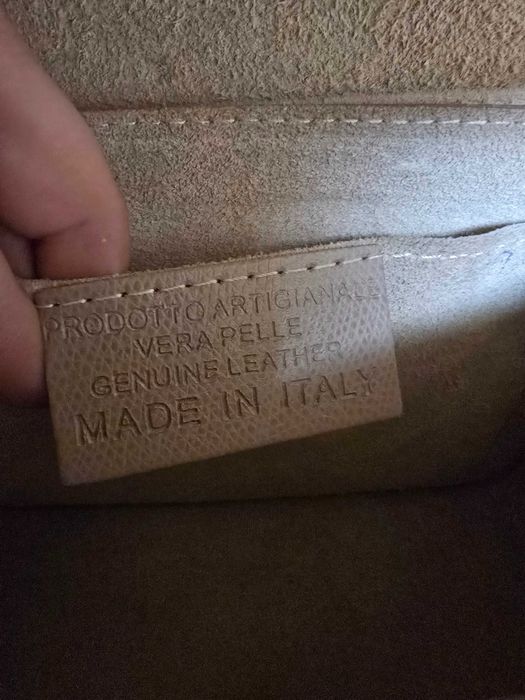 PRODOTTO ARTIGIANALE
VERA PELLE
GENUINE LEATHER
MADE IN ITALY